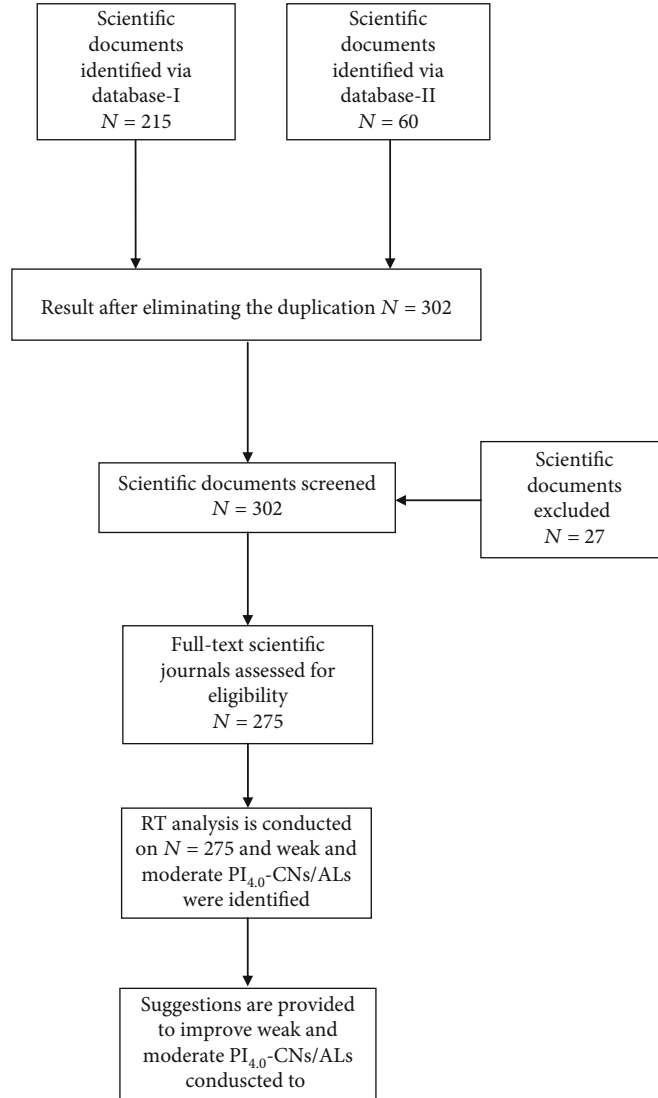 Scientific
documents
identified via
database-I
N = 215
Scientific
documents
identified via
database-II
N = 60
Result after eliminating the duplication N = 302
Scientific documents screened
N = 302
Scientific
documents
excluded
N = 27
Full-text scientific
journals assessed for
eligibility
N = 275
RT analysis is conducted
on N = 275 and weak and
moderate PI4.0-CNs/ALs
were identified
Suggestions are provided
to improve weak and
moderate PI4.0-CNs/ALs
conduscted to